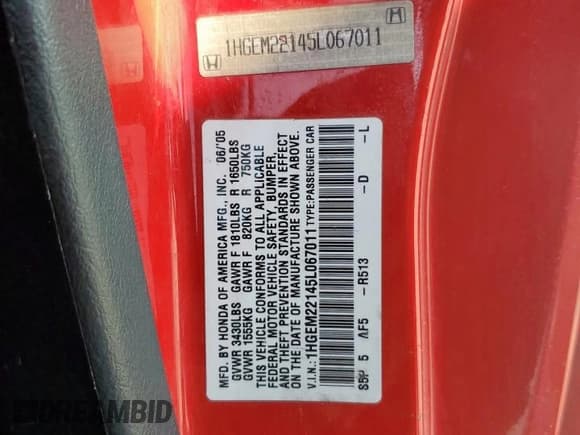 1HGEM22145L067011
MFD. BY HONDA OF AMERICA MFG., INC. 06/'05
GVWR 3430LBS GAWR F 1810LBS R 1650LBS
GVWR 1555KG GAWR F 820KG R 750KG
THIS VEHICLE CONFORMS TO ALL APPLICABLE
FEDERAL MOTOR VEHICLE SAFETY, BUMPER,
AND THEFT PREVENTION STANDARDS IN EFFECT
ON THE DATE OF MANUFACTURE SHOWN ABOVE.
V.I.N.: 1HGEM22145L067011 TYPE:PASSENGER CAR
S5P 5 AF5 -R513 -D -L
DREAMBID